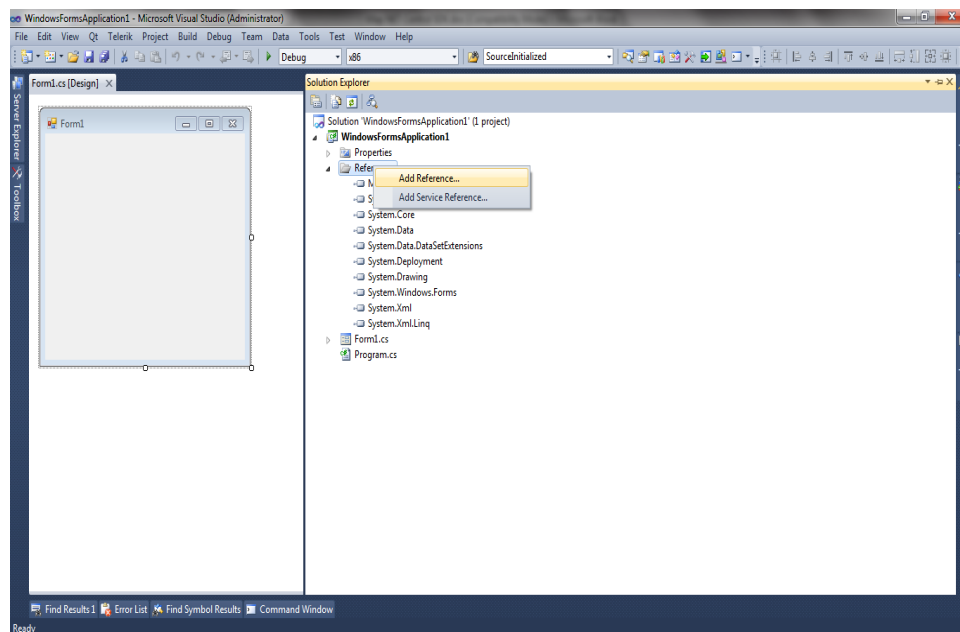 WindowsFormsApplication1 - Microsoft Visual Studio (Administrator)
File Edit View Qt Telerik Project Build Debug Team Data Tools Test Window Help
Debug x86 SourceInitialized
Form1.cs [Design]
Solution Explorer
Server Explorer
Toolbox
Form1
Solution 'WindowsFormsApplication1' (1 project)
WindowsFormsApplication1
Properties
Refer
Add Reference...
Add Service Reference...
System.Core
System.Data
System.Data.DataSetExtensions
System.Deployment
System.Drawing
System.Windows.Forms
System.Xml
System.Xml.Linq
Form1.cs
Program.cs
Find Results 1 Error List Find Symbol Results Command Window
Ready